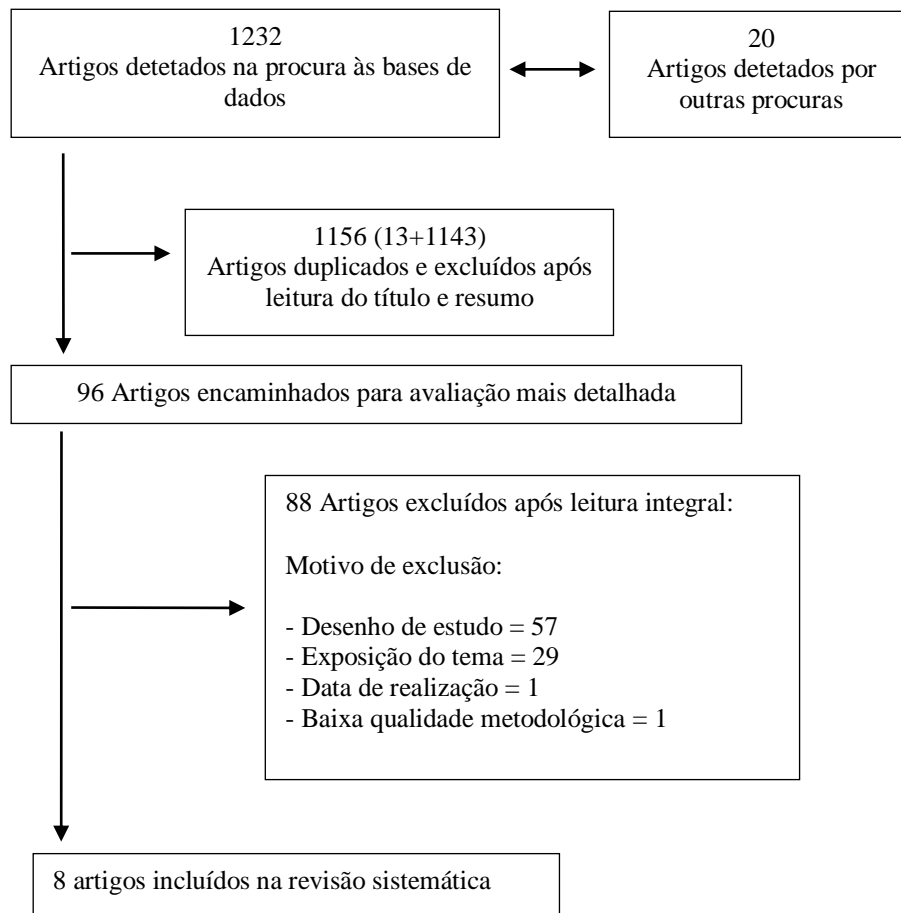 1232
Artigos detetados na procura às bases de
dados
20
Artigos detetados por
outras procuras
1156 (13+1143)
Artigos duplicados e excluídos após
leitura do título e resumo
96 Artigos encaminhados para avaliação mais detalhada
88 Artigos excluídos após leitura integral:
Motivo de exclusão:
- Desenho de estudo = 57
- Exposição do tema = 29
- Data de realização = 1
- Baixa qualidade metodológica = 1
8 artigos incluídos na revisão sistemática